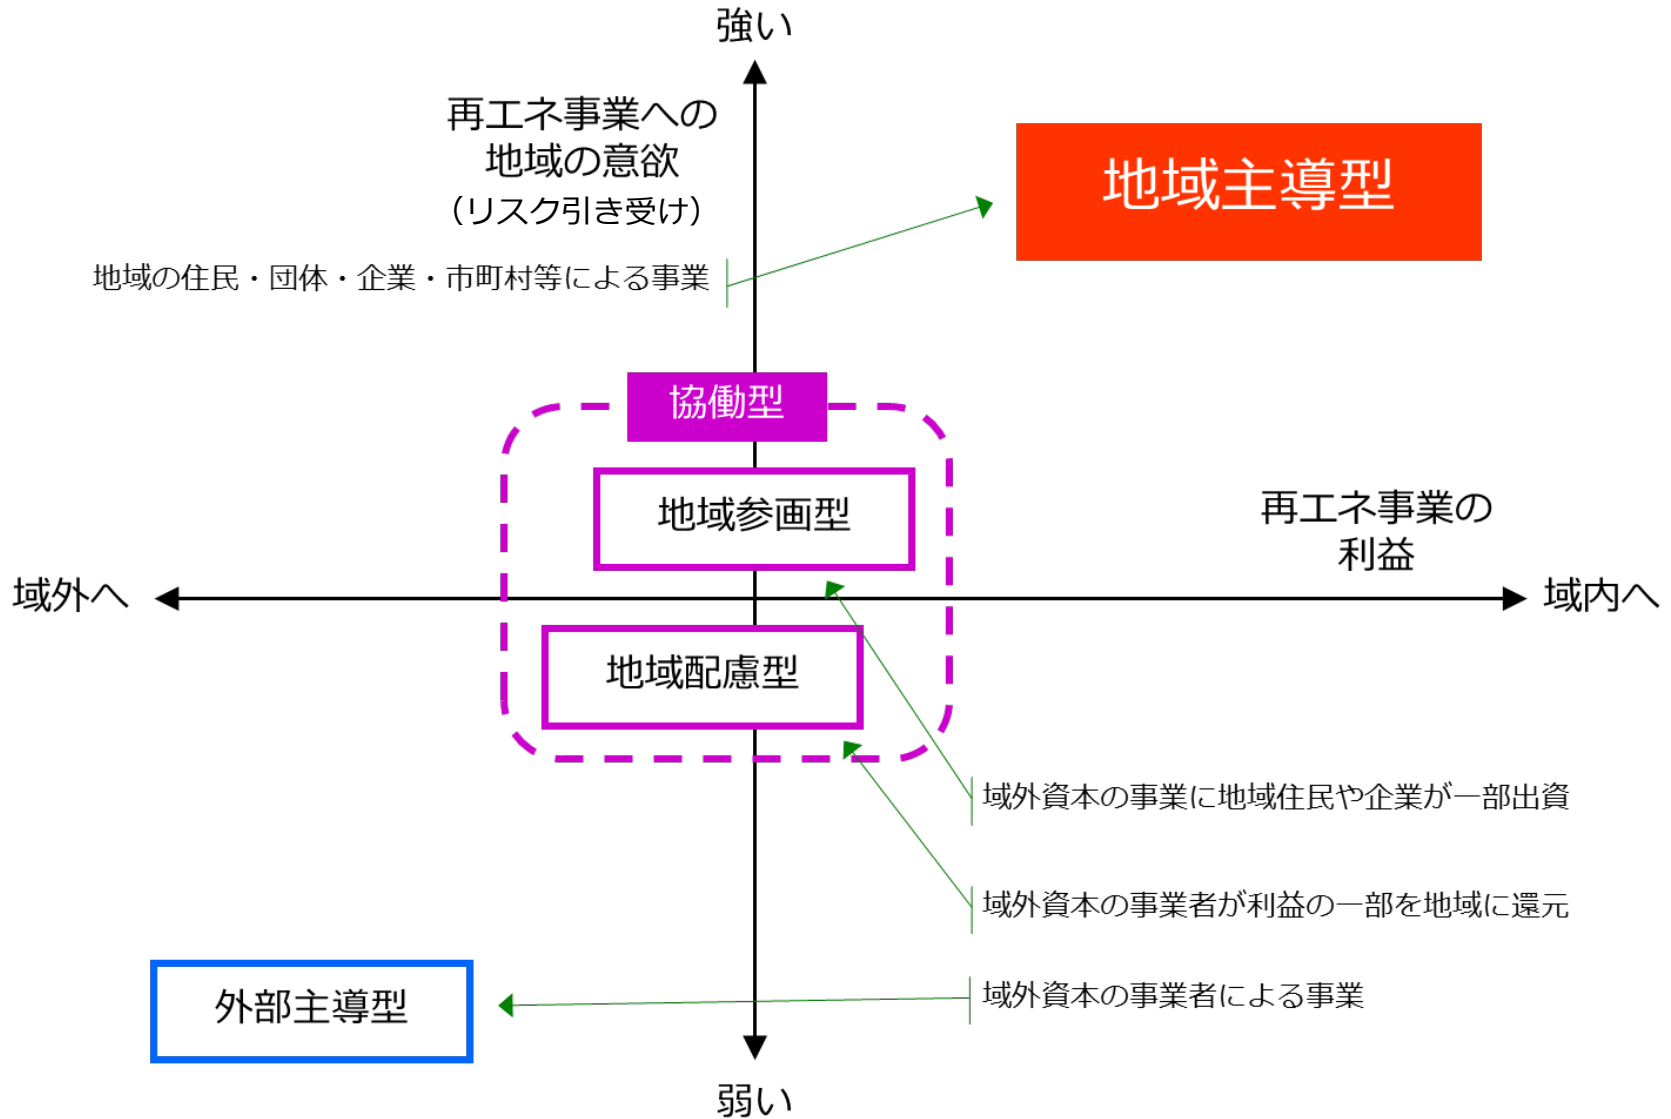 強い
再エネ事業への
地域の意欲
（リスク引き受け）
地域主導型
地域の住民・団体・企業・市町村等による事業
協働型
地域参画型
再エネ事業の
利益
域外へ
域内へ
地域配慮型
域外資本の事業に地域住民や企業が一部出資
域外資本の事業者が利益の一部を地域に還元
外部主導型
域外資本の事業者による事業
弱い